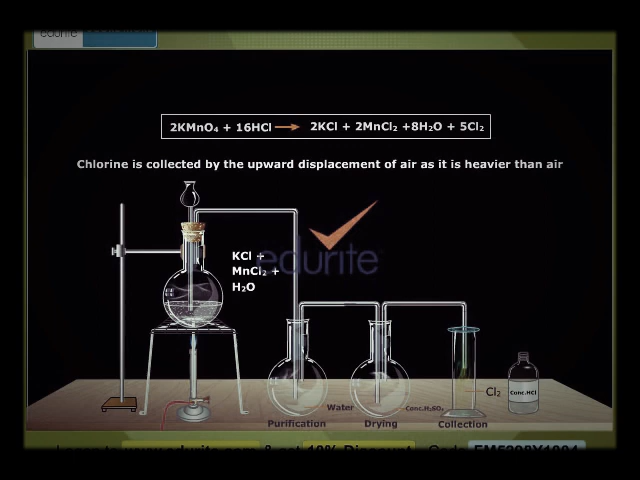 edurite
2KMnO₄ + 16HCl → 2KCl + 2MnCl₂ +8H₂O + 5Cl₂
Chlorine is collected by the upward displacement of air as it is heavier than air
edurite
KCl +
MnCl₂ +
H₂O
Cl₂
Conc.HCl
Water
Conc.H₂SO₄
Purification
Drying
Collection